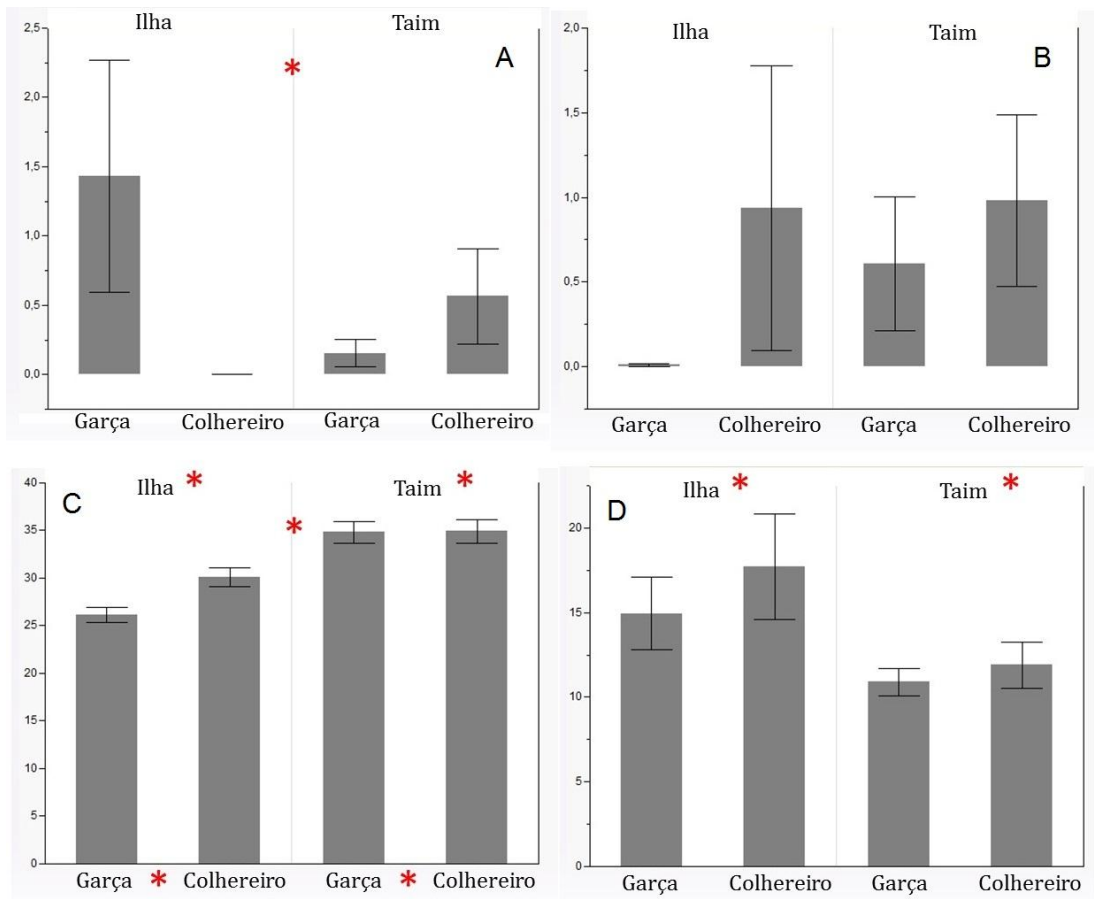 Ilha Taim
A
2,5
2,0
1,5
1,0
0,5
0,0
*
Garça Colhereiro Garça Colhereiro
Ilha Taim
B
2,0
1,5
1,0
0,5
0,0
Garça Colhereiro Garça Colhereiro
Ilha * Taim *
C
40
35
30
25
20
15
10
5
0
*
Garça * Colhereiro Garça * Colhereiro
Ilha * Taim *
D
20
15
10
5
0
Garça Colhereiro Garça Colhereiro